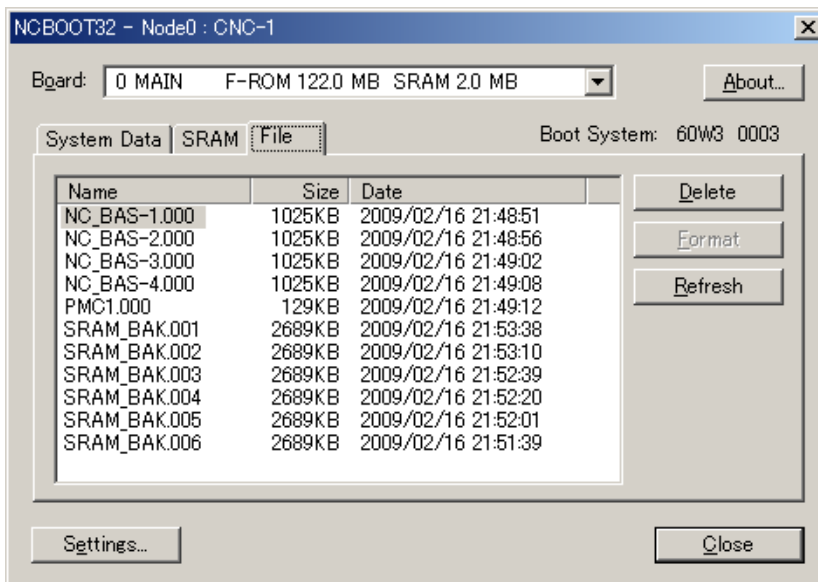 NCBOOT32 - Node0 : CNC-1
Board: 0 MAIN F-ROM 122.0 MB SRAM 2.0 MB About...
System Data SRAM File Boot System: 60W3 0003
Name Size Date
NC_BAS-1.000 1025KB 2009/02/16 21:48:51
NC_BAS-2.000 1025KB 2009/02/16 21:48:56
NC_BAS-3.000 1025KB 2009/02/16 21:49:02
NC_BAS-4.000 1025KB 2009/02/16 21:49:08
PMC1.000 129KB 2009/02/16 21:49:12
SRAM_BAK.001 2689KB 2009/02/16 21:53:38
SRAM_BAK.002 2689KB 2009/02/16 21:53:10
SRAM_BAK.003 2689KB 2009/02/16 21:52:39
SRAM_BAK.004 2689KB 2009/02/16 21:52:20
SRAM_BAK.005 2689KB 2009/02/16 21:52:01
SRAM_BAK.006 2689KB 2009/02/16 21:51:39
Delete
Format
Refresh
Settings... Close